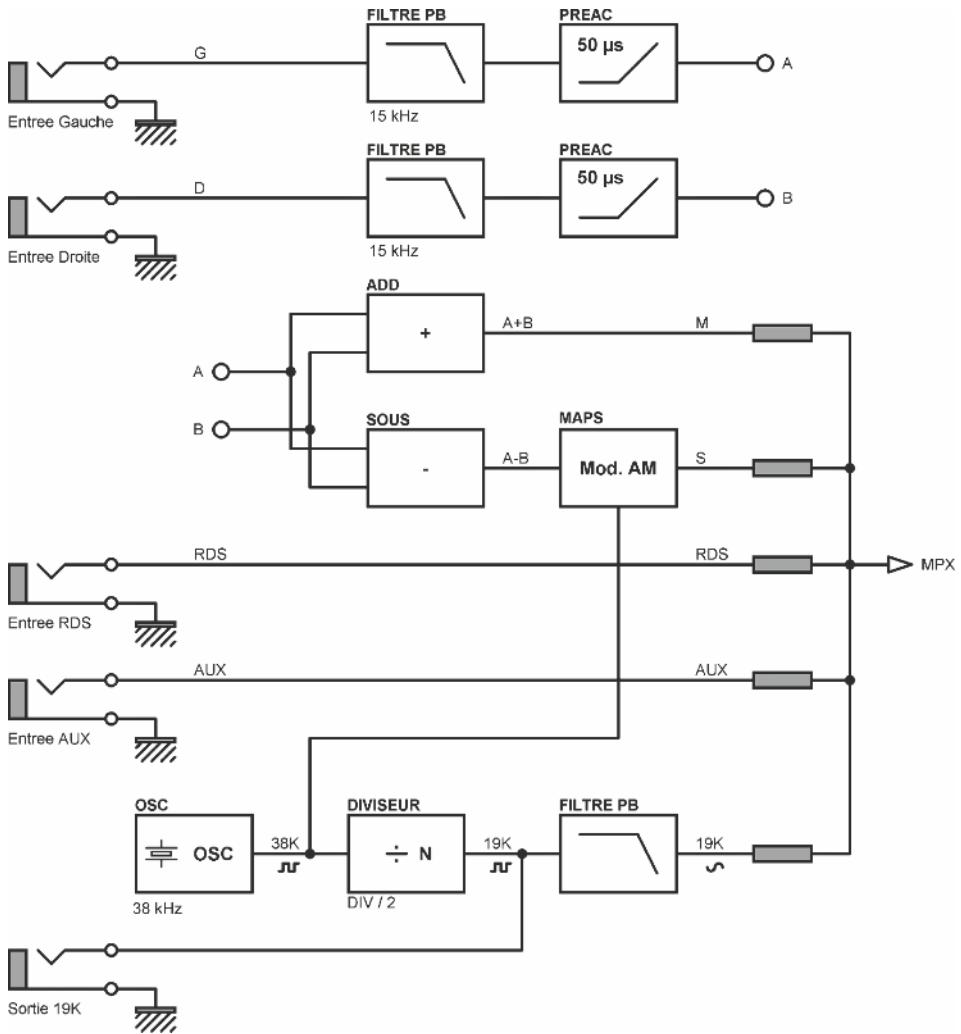 FILTRE PB PREAC
G 50 µs A
15 kHz
Entree Gauche
FILTRE PB PREAC
D 50 µs B
15 kHz
Entree Droite
ADD
+ A+B M
A
B
SOUS MAPS
- A-B Mod. AM S
RDS RDS MPX
Entree RDS
AUX AUX
Entree AUX
OSC DIVISEUR FILTRE PB
OSC 38K ÷ N 19K 19K
38 kHz DIV / 2
Sortie 19K